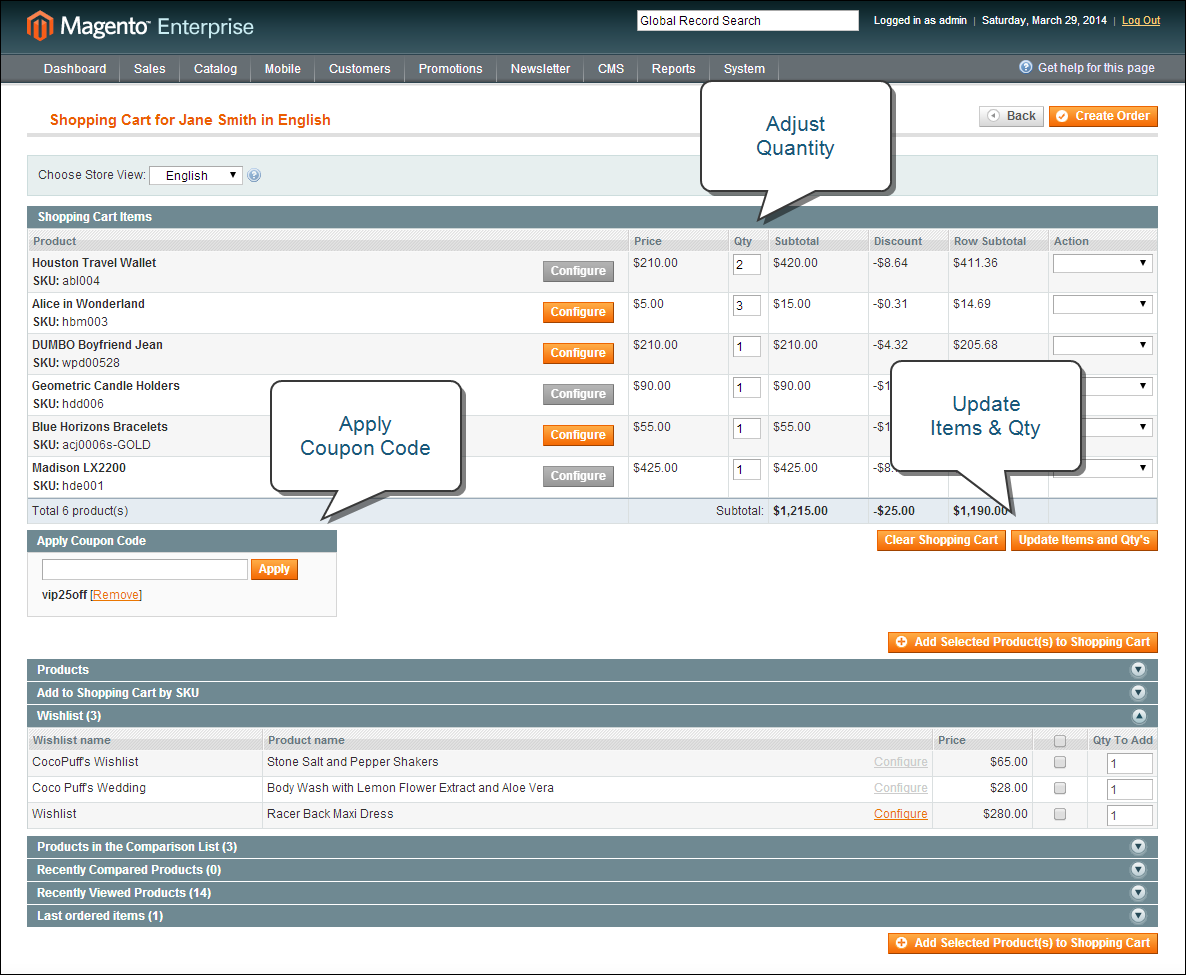 Magento Enterprise
Global Record Search
Logged in as admin | Saturday, March 29, 2014 | Log Out
Dashboard Sales Catalog Mobile Customers Promotions Newsletter CMS Reports System
Get help for this page
Shopping Cart for Jane Smith in English
Back Create Order
Adjust
Quantity
Choose Store View: English
Shopping Cart Items
Product Price Qty Subtotal Discount Row Subtotal Action
Houston Travel Wallet
SKU: abl004
Configure $210.00 2 $420.00 -$8.64 $411.36
Alice in Wonderland
SKU: hbm003
Configure $5.00 3 $15.00 -$0.31 $14.69
DUMBO Boyfriend Jean
SKU: wpd00528
Configure $210.00 1 $210.00 -$4.32 $205.68
Geometric Candle Holders
SKU: hdd006
Configure $90.00 1 $90.00 -$1
Blue Horizons Bracelets
SKU: acj0006s-GOLD
Configure $55.00 1 $55.00 -$1
Madison LX2200
SKU: hde001
Configure $425.00 1 $425.00 -$8
Apply
Coupon Code
Update
Items & Qty
Total 6 product(s) Subtotal: $1,215.00 -$25.00 $1,190.00
Apply Coupon Code
Clear Shopping Cart Update Items and Qty's
Apply
vip25off [Remove]
Add Selected Product(s) to Shopping Cart
Products
Add to Shopping Cart by SKU
Wishlist (3)
Wishlist name Product name Price Qty To Add
CocoPuff's Wishlist Stone Salt and Pepper Shakers Configure $65.00 1
Coco Puff's Wedding Body Wash with Lemon Flower Extract and Aloe Vera Configure $28.00 1
Wishlist Racer Back Maxi Dress Configure $280.00 1
Products in the Comparison List (3)
Recently Compared Products (0)
Recently Viewed Products (14)
Last ordered items (1)
Add Selected Product(s) to Shopping Cart